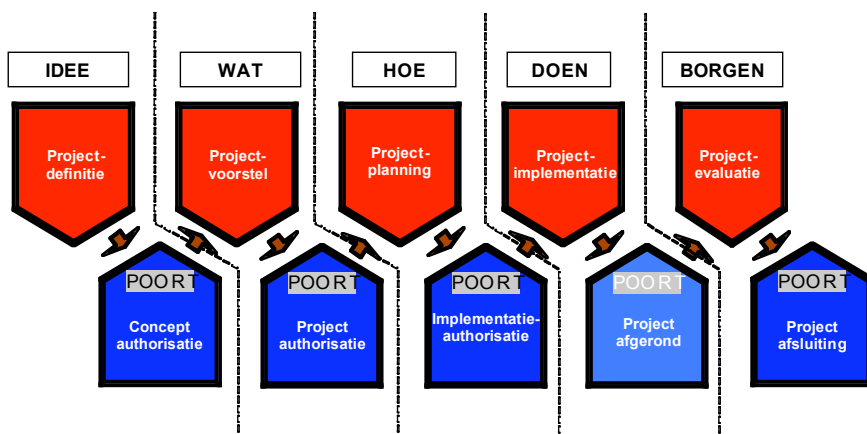 IDEE
WAT
HOE
DOEN
BORGEN
Project-
definitie
Project-
voorstel
Project-
planning
Project-
implementatie
Project-
evaluatie
POORT
Concept
authorisatie
POORT
Project
authorisatie
POORT
Implementatie-
authorisatie
POORT
Project
afgerond
POORT
Project
afsluiting